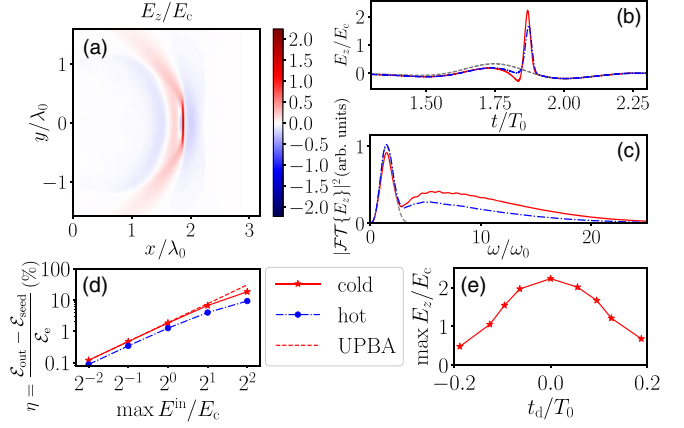 E_z/E_c
(a)
y/λ_0
1
0
−1
0
1
2
3
x/λ_0
2.0
1.5
1.0
0.5
0.0
−0.5
−1.0
−1.5
−2.0
(b)
E_z/E_c
2
1
0
1.50
1.75
2.00
2.25
t/T_0
(c)
|ℱ𝒯{E_z}|^2 (arb. units)
1
0
0
10
20
ω/ω_0
(d)
η = (ℰ_out − ℰ_seed)/ℰ_e (%)
100
10
1
0.1
2^−2
2^−1
2^0
2^1
2^2
max E^in/E_c
cold
hot
UPBA
(e)
max E_z/E_c
2
1
0
−0.2
0.0
0.2
t_d/T_0